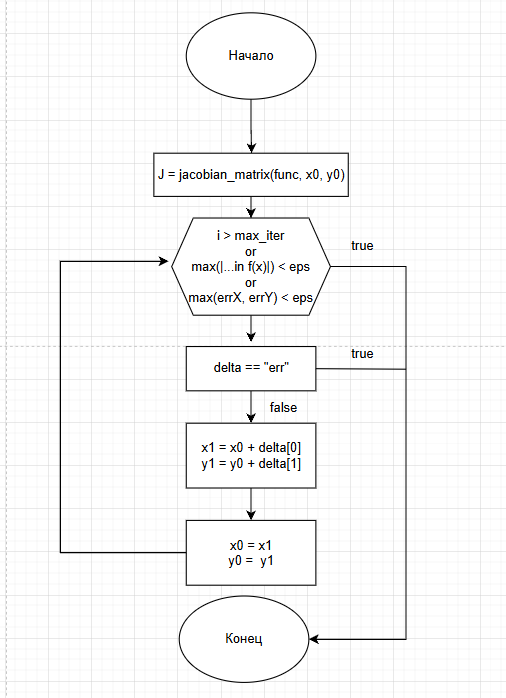 Начало
J = jacobian_matrix(func, x0, y0)
i > max_iter
or
max(|...in f(x)|) < eps
or
max(errX, errY) < eps
true
delta == "err"
true
false
x1 = x0 + delta[0]
y1 = y0 + delta[1]
x0 = x1
y0 = y1
Конец